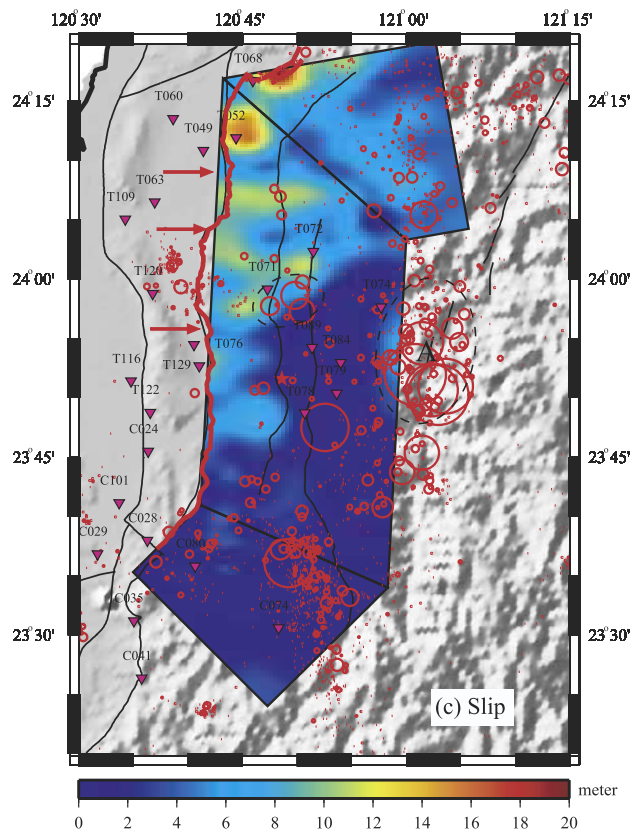 120°30' 120°45' 121°00' 121°15'
T068
24°15' 24°15'
T060
T052
T049
T063
T109
T072
24°00' 24°00'
T120 T071
T074
T089
T076 T084
A
T116 T129
T079
T122 T078
C024
23°45' 23°45'
C101
C028
C029
C080
C035 C074
23°30' 23°30'
C041
(c) Slip
meter
0 2 4 6 8 10 12 14 16 18 20